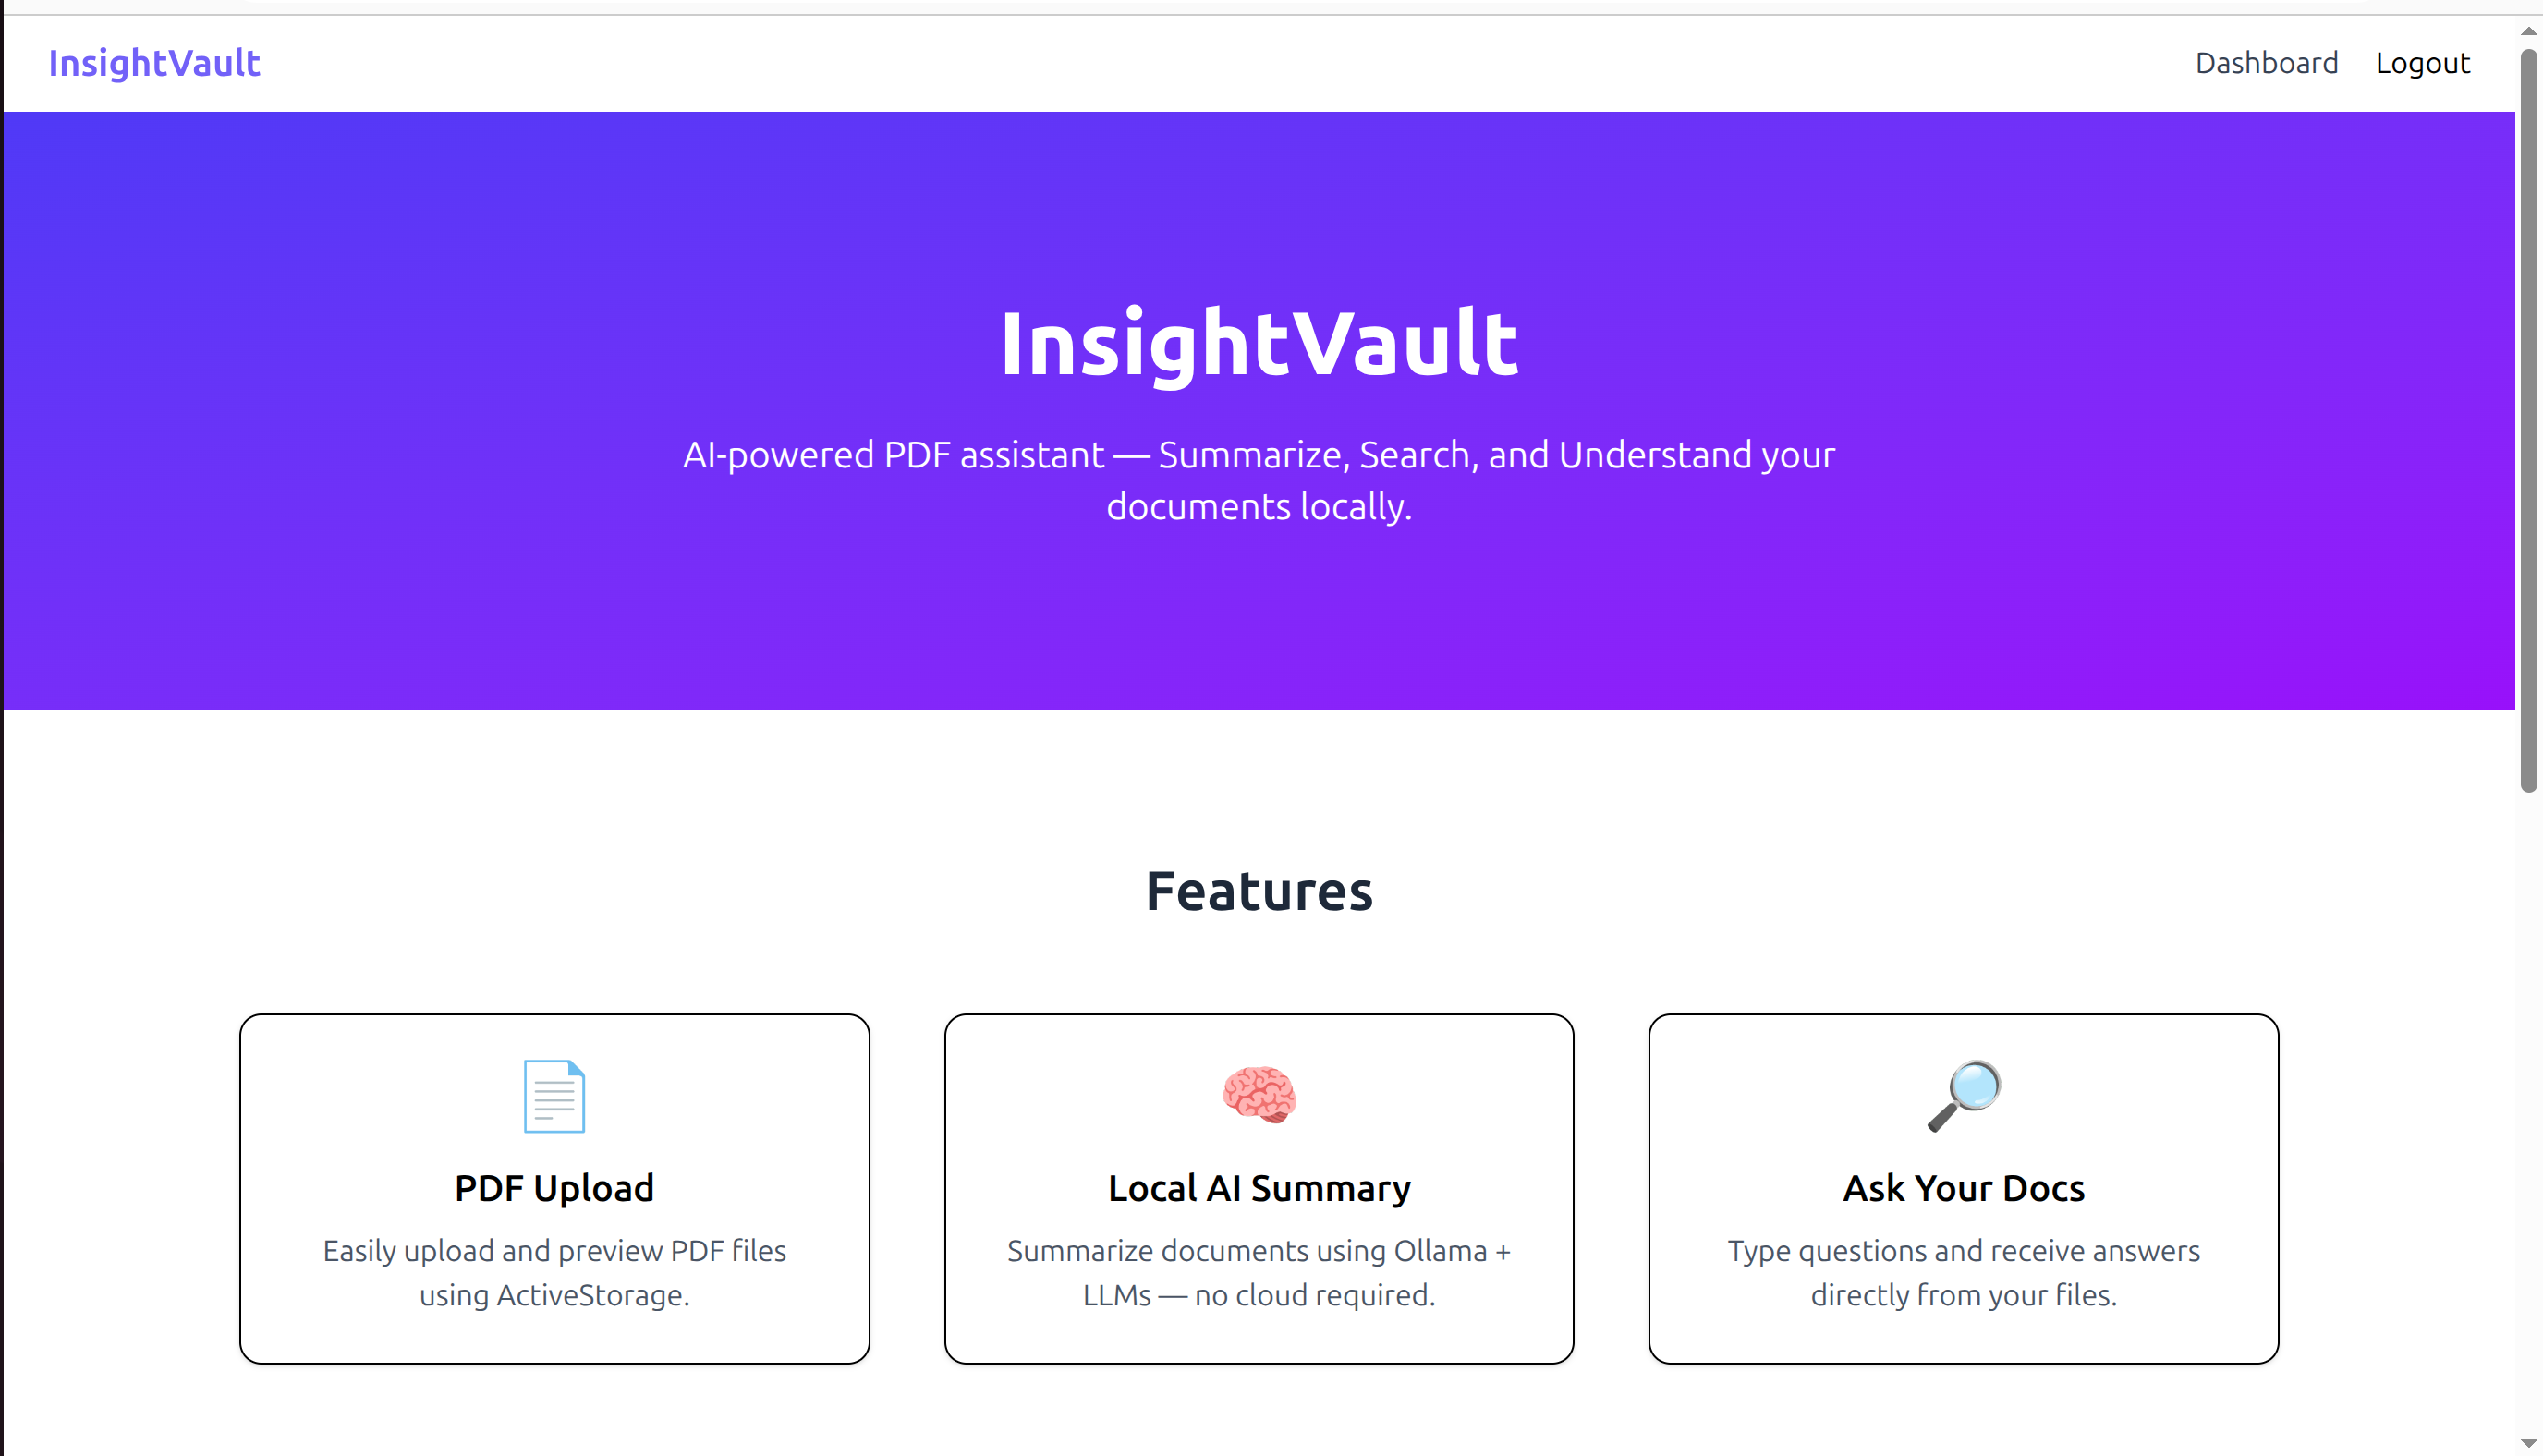 InsightVault
Dashboard
Logout
InsightVault
AI-powered PDF assistant — Summarize, Search, and Understand your
documents locally.
Features
PDF Upload
Easily upload and preview PDF files
using ActiveStorage.
Local AI Summary
Summarize documents using Ollama +
LLMs — no cloud required.
Ask Your Docs
Type questions and receive answers
directly from your files.